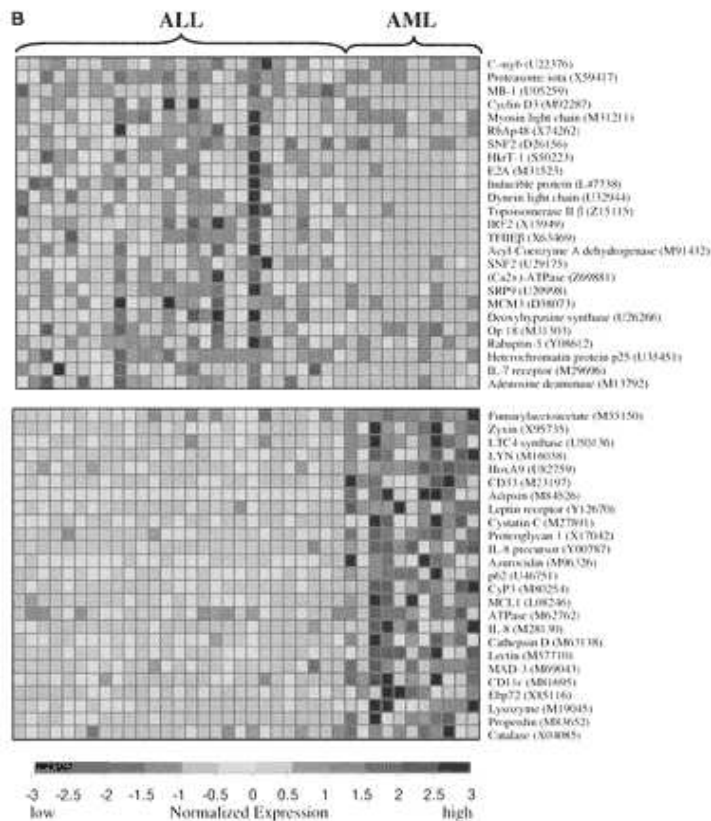 B
ALL AML
C-myb (U22376)
Proteasome iota (X59417)
MB-1 (U05259)
Cyclin D3 (M92287)
Myosin light chain (M31211)
RbAp48 (X74262)
SNF2 (D26156)
HkrT-1 (S50223)
E2A (M31523)
Inducible protein (L47738)
Dynein light chain (U32944)
Topoisomerase II β (Z15115)
IRF2 (X15949)
TFIIEβ (X63469)
Acyl-Coenzyme A dehydrogenase (M91432)
SNF2 (U29175)
(Ca2+)-ATPase (Z69881)
SRP9 (U20998)
MCM3 (D38073)
Deoxyhypusine synthase (U26266)
Op 18 (M31303)
Rabaptin-5 (Y08612)
Heterochromatin protein p25 (U35451)
IL-7 receptor (M29696)
Adenosine deaminase (M13792)
Fumarylacetoacetate (M55150)
Zyxin (X95735)
LTC4 synthase (U50136)
LYN (M16038)
HoxA9 (U82759)
CD33 (M23197)
Adipsin (M84526)
Leptin receptor (Y12670)
Cystatin C (M27891)
Proteoglycan 1 (X17042)
IL-8 precursor (Y00787)
Azurocidin (M96326)
p62 (U46751)
CyP3 (M80254)
MCL1 (L08246)
ATPase (M62762)
IL-8 (M28130)
Cathepsin D (M63138)
Lectin (M57710)
MAD-3 (M69043)
CD11c (M81695)
Ebp72 (X85116)
Lysozyme (M19045)
Properdin (M83652)
Catalase (X04085)
-3 -2.5 -2 -1.5 -1 -0.5 0 0.5 1 1.5 2 2.5 3
low Normalized Expression high